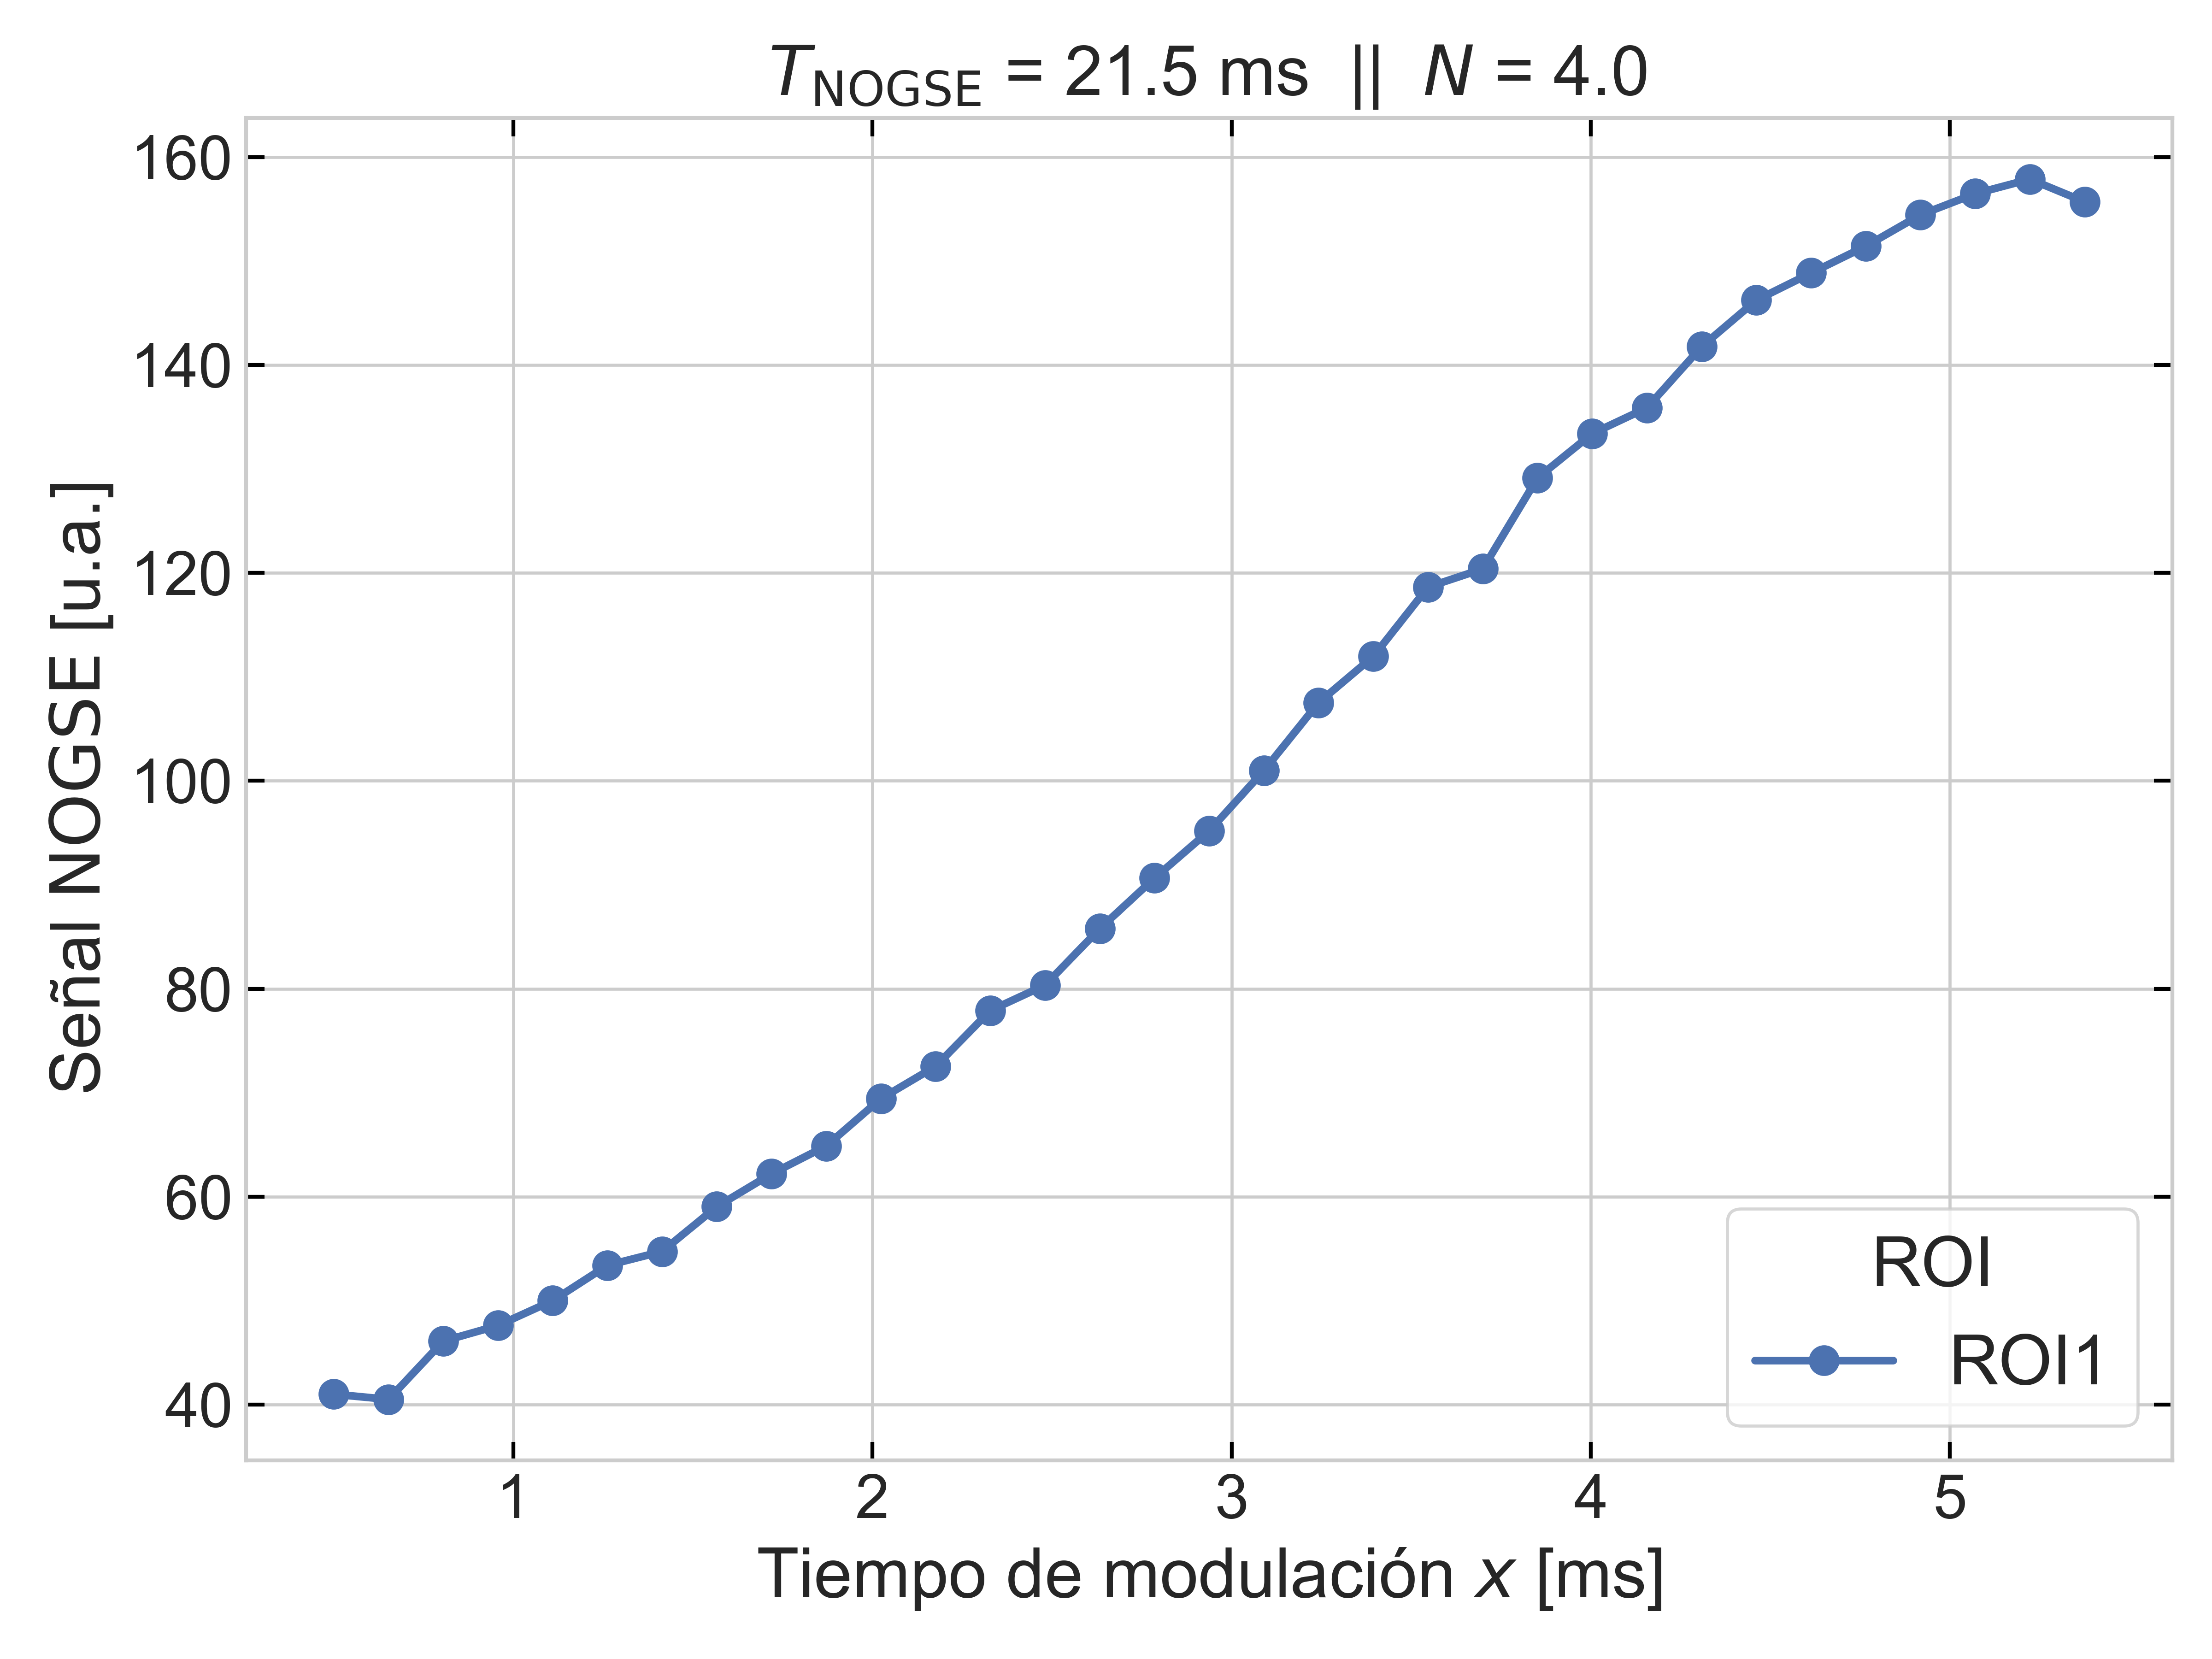 T_NOGSE = 21.5 ms || N = 4.0
Señal NOGSE [u.a.]
160
140
120
100
80
60
40
ROI
ROI1
1 2 3 4 5
Tiempo de modulación x [ms]